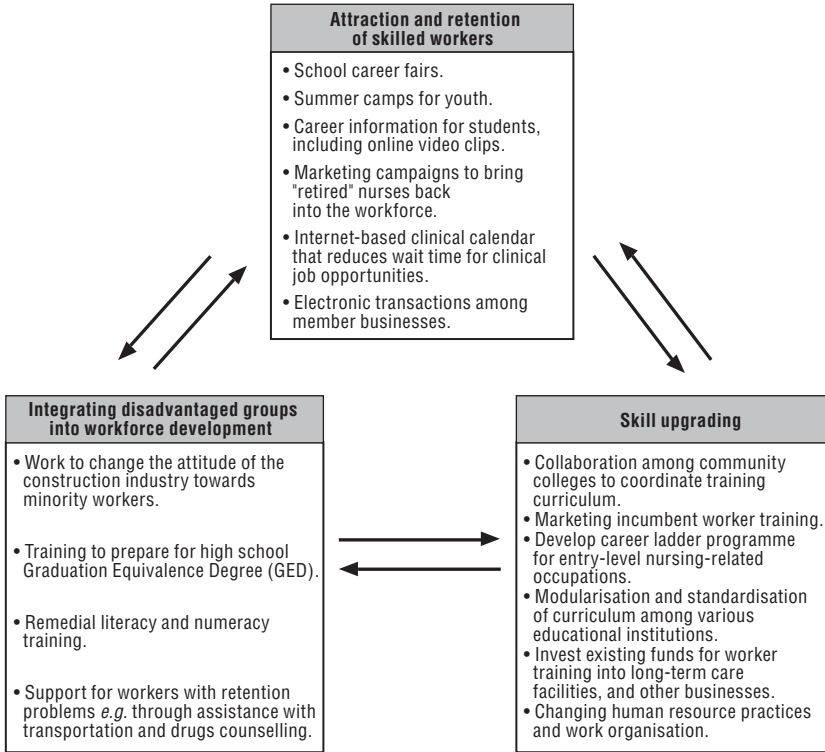 Attraction and retention
of skilled workers
• School career fairs.
• Summer camps for youth.
• Career information for students,
including online video clips.
• Marketing campaigns to bring
"retired" nurses back
into the workforce.
• Internet-based clinical calendar
that reduces wait time for clinical
job opportunities.
• Electronic transactions among
member businesses.
Integrating disadvantaged groups
into workforce development
• Work to change the attitude of the
construction industry towards
minority workers.
• Training to prepare for high school
Graduation Equivalence Degree (GED).
• Remedial literacy and numeracy
training.
• Support for workers with retention
problems e.g. through assistance with
transportation and drugs counselling.
Skill upgrading
• Collaboration among community
colleges to coordinate training
curriculum.
• Marketing incumbent worker training.
• Develop career ladder programme
for entry-level nursing-related
occupations.
• Modularisation and standardisation
of curriculum among various
educational institutions.
• Invest existing funds for worker
training into long-term care
facilities, and other businesses.
• Changing human resource practices
and work organisation.